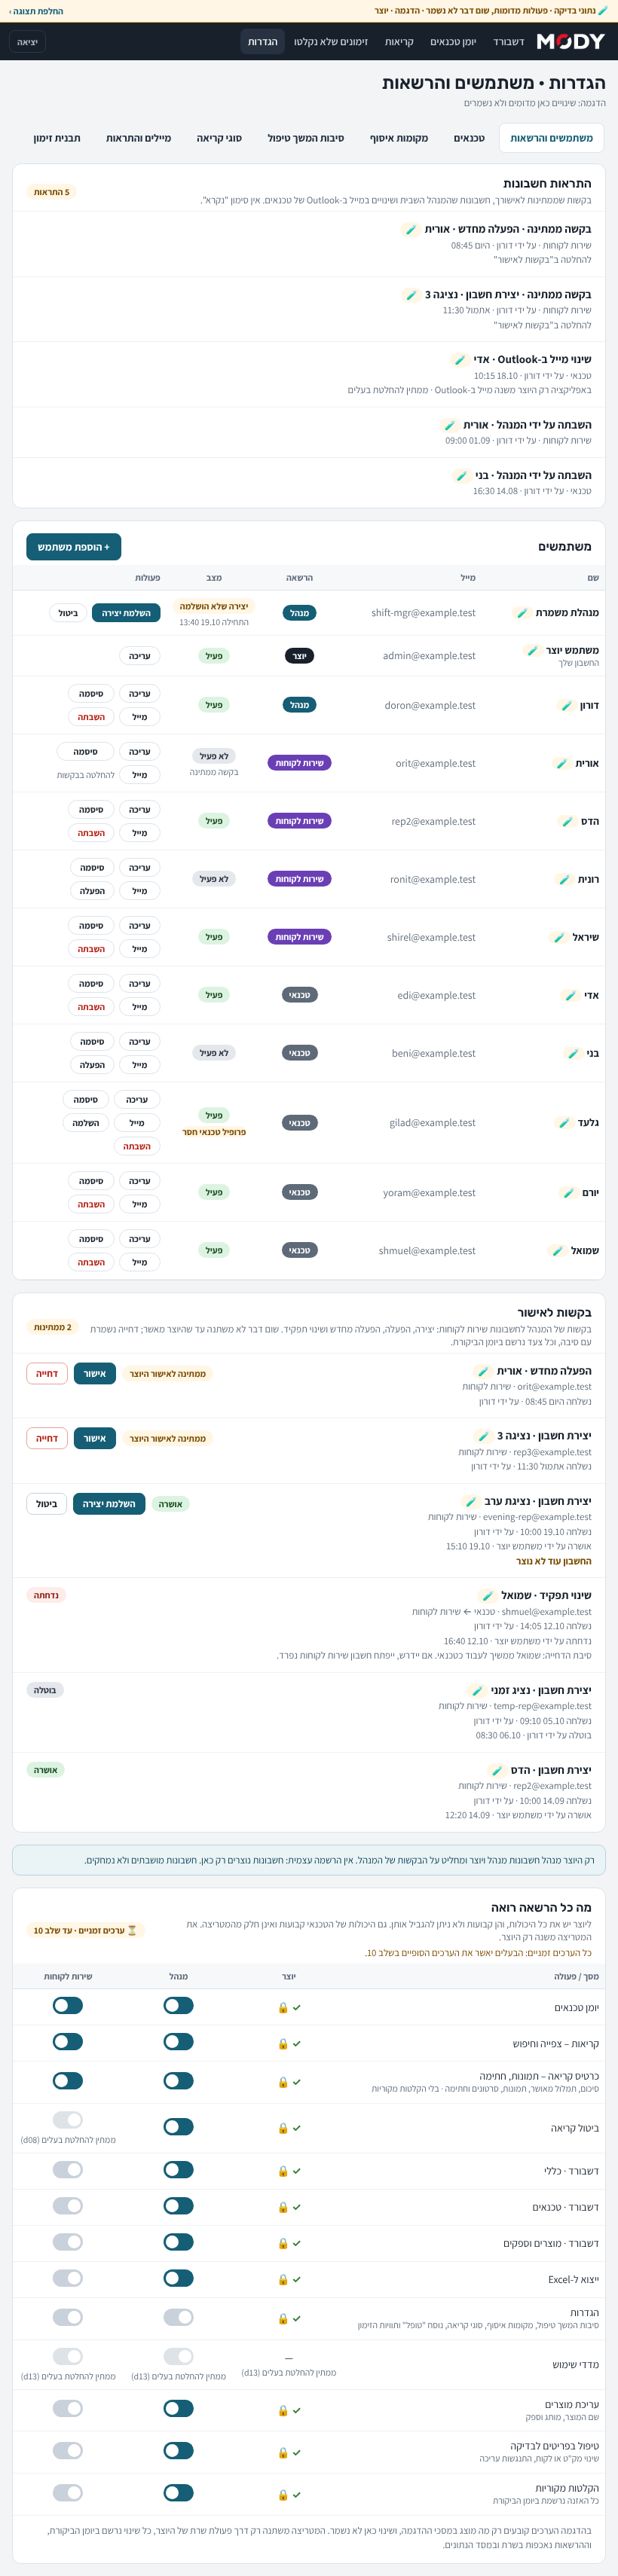 🧪 נתוני בדיקה · פעולות מדומות, שום דבר לא נשמר · הדגמה: יוצר
החלפת תצוגה ›
MODY
דשבורד
יומן טכנאים
קריאות
זימונים שלא נקלטו
הגדרות
יציאה
הגדרות • משתמשים והרשאות
הדגמה: שינויים כאן מדומים ולא נשמרים
משתמשים והרשאות
טכנאים
מקומות איסוף
סיבות המשך טיפול
סוגי קריאה
מיילים והתראות
תבנית זימון
התראות חשבונות
5 התראות
בקשות שממתינות לאישורך, חשבונות שהמנהל השבית ושינויים במייל ב-Outlook של טכנאים. אין סימון "נקרא".
בקשה ממתינה · הפעלה מחדש · אורית 🧪
שירות לקוחות · על ידי דורון · היום 08:45
להחלטה ב"בקשות לאישור"
בקשה ממתינה · יצירת חשבון · נציגה 3 🧪
שירות לקוחות · על ידי דורון · אתמול 11:30
להחלטה ב"בקשות לאישור"
שינוי מייל ב-Outlook · אדי 🧪
טכנאי · על ידי דורון · 18.10 10:15
באפליקציה רק היוצר משנה מייל ב-Outlook · ממתין להחלטת בעלים
השבתה על ידי המנהל · אורית 🧪
שירות לקוחות · על ידי דורון · 01.09 09:00
השבתה על ידי המנהל · בני 🧪
טכנאי · על ידי דורון · 14.08 16:30
משתמשים
+ הוספת משתמש
שם מייל הרשאה מצב פעולות
מנהלת משמרת 🧪 shift-mgr@example.test מנהל יצירה שלא הושלמה השלמת יצירה ביטול
התחילה 19.10 13:40
משתמש יוצר 🧪 admin@example.test יוצר פעיל עריכה
החשבון שלך
דורון 🧪 doron@example.test מנהל פעיל עריכה סיסמה
מייל השבתה
אורית 🧪 orit@example.test שירות לקוחות לא פעיל עריכה סיסמה
בקשה ממתינה מייל להחלטה בבקשות
הדס 🧪 rep2@example.test שירות לקוחות פעיל עריכה סיסמה
מייל השבתה
רונית 🧪 ronit@example.test שירות לקוחות לא פעיל עריכה סיסמה
מייל הפעלה
שיראל 🧪 shirel@example.test שירות לקוחות פעיל עריכה סיסמה
מייל השבתה
אדי 🧪 edi@example.test טכנאי פעיל עריכה סיסמה
מייל השבתה
בני 🧪 beni@example.test טכנאי לא פעיל עריכה סיסמה
מייל הפעלה
גלעד 🧪 gilad@example.test טכנאי פעיל עריכה סיסמה
פרופיל טכנאי חסר מייל השלמה
השבתה
יורם 🧪 yoram@example.test טכנאי פעיל עריכה סיסמה
מייל השבתה
שמואל 🧪 shmuel@example.test טכנאי פעיל עריכה סיסמה
מייל השבתה
בקשות לאישור
2 ממתינות
בקשות של המנהל לחשבונות שירות לקוחות: יצירה, הפעלה, הפעלה מחדש ושינוי תפקיד. שום דבר לא משתנה עד שהיוצר מאשר; דחייה נשמרת
עם סיבה, וכל צעד נרשם ביומן הביקורת.
הפעלה מחדש · אורית 🧪 ממתינה לאישור היוצר אישור דחייה
orit@example.test · שירות לקוחות
נשלחה היום 08:45 · על ידי דורון
יצירת חשבון · נציגה 3 🧪 ממתינה לאישור היוצר אישור דחייה
rep3@example.test · שירות לקוחות
נשלחה אתמול 11:30 · על ידי דורון
יצירת חשבון · נציגת ערב 🧪 אושרה השלמת יצירה ביטול
evening-rep@example.test · שירות לקוחות
נשלחה 19.10 10:00 · על ידי דורון
אושרה על ידי משתמש יוצר · 19.10 15:10
החשבון עוד לא נוצר
שינוי תפקיד · שמואל 🧪 נדחתה
shmuel@example.test · טכנאי ← שירות לקוחות
נשלחה 12.10 14:05 · על ידי דורון
נדחתה על ידי משתמש יוצר · 12.10 16:40
סיבת הדחייה: שמואל ממשיך לעבוד כטכנאי. אם יידרש, ייפתח חשבון שירות לקוחות נפרד.
יצירת חשבון · נציג זמני 🧪 בוטלה
temp-rep@example.test · שירות לקוחות
נשלחה 05.10 09:10 · על ידי דורון
בוטלה על ידי דורון · 06.10 08:30
יצירת חשבון · הדס 🧪 אושרה
rep2@example.test · שירות לקוחות
נשלחה 14.09 10:00 · על ידי דורון
אושרה על ידי משתמש יוצר · 14.09 12:20
רק היוצר מנהל חשבונות מנהל ויוצר ומחליט על הבקשות של המנהל. אין הרשמה עצמית: חשבונות נוצרים רק כאן. חשבונות מושבתים ולא נמחקים.
מה כל הרשאה רואה
⏳ ערכים זמניים · עד שלב 10
ליוצר יש את כל היכולות, והן קבועות ולא ניתן להגביל אותן. גם היכולות של הטכנאי קבועות ואינן חלק מהמטריצה. את
המטריצה משנה רק היוצר.
כל הערכים זמניים: הבעלים יאשר את הערכים הסופיים בשלב 10.
מסך / פעולה יוצר מנהל שירות לקוחות
יומן טכנאים ✓ 🔒
קריאות – צפייה וחיפוש ✓ 🔒
כרטיס קריאה – תמונות, חתימה ✓ 🔒
סיכום, תמלול מאושר, תמונות, סרטונים וחתימה · בלי הקלטות מקוריות
ביטול קריאה ✓ 🔒
ממתין להחלטת בעלים (d08)
דשבורד · כללי ✓ 🔒
דשבורד · טכנאים ✓ 🔒
דשבורד · מוצרים וספקים ✓ 🔒
ייצוא ל-Excel ✓ 🔒
הגדרות ✓ 🔒
סיבות המשך טיפול, מקומות איסוף, סוגי קריאה, נוסח "טופל" ותוויות הזימון
מדדי שימוש —
ממתין להחלטת בעלים (d13) ממתין להחלטת בעלים (d13) ממתין להחלטת בעלים (d13)
עריכת מוצרים ✓ 🔒
שם המוצר, מותג וספק
טיפול בפריטים לבדיקה ✓ 🔒
שינוי מק"ט או לקוח, התנגשות עריכה
הקלטות מקוריות ✓ 🔒
כל האזנה נרשמת ביומן הביקורת
בהדגמה הערכים קובעים רק מה מוצג במסכי ההדגמה, ושינוי כאן לא נשמר. המטריצה משתנה רק דרך פעולת שרת של היוצר, כל שינוי נרשם ביומן הביקורת,
וההרשאות נאכפות בשרת ובמסד הנתונים.